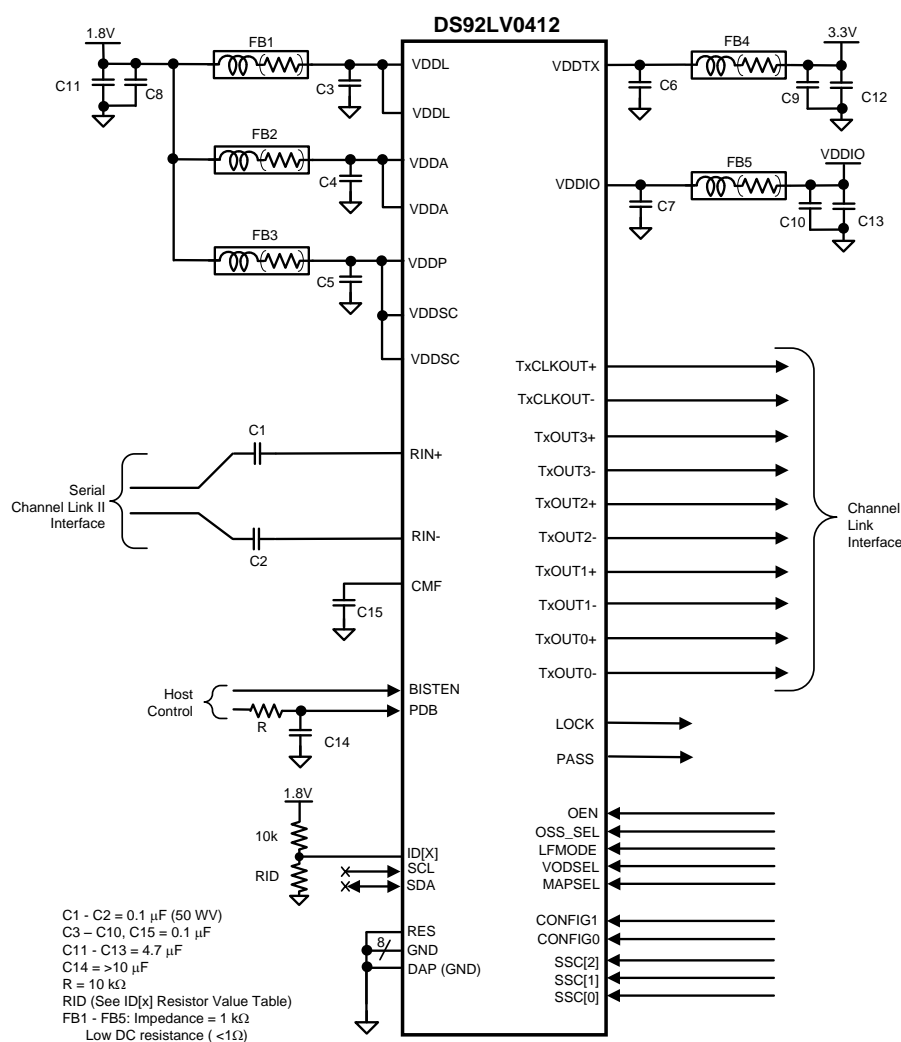 DS92LV0412
1.8V
FB1
C11
C8
C3
VDDL
VDDL
FB2
C4
VDDA
VDDA
FB3
C5
VDDP
VDDSC
VDDSC
VDDTX
FB4
3.3V
C6
C9
C12
VDDIO
FB5
VDDIO
C7
C10
C13
TxCLKOUT+
TxCLKOUT-
TxOUT3+
TxOUT3-
TxOUT2+
TxOUT2-
TxOUT1+
TxOUT1-
TxOUT0+
TxOUT0-
Channel
Link
Interface
C1
RIN+
Serial
Channel Link II
Interface
RIN-
C2
CMF
C15
Host
Control
BISTEN
PDB
R
C14
LOCK
PASS
1.8V
10k
RID
ID[X]
SCL
SDA
RES
8
GND
DAP (GND)
OEN
OSS_SEL
LFMODE
VODSEL
MAPSEL
CONFIG1
CONFIG0
SSC[2]
SSC[1]
SSC[0]
C1 - C2 = 0.1 μF (50 WV)
C3 – C10, C15 = 0.1 μF
C11 - C13 = 4.7 μF
C14 = >10 μF
R = 10 kΩ
RID (See ID[x] Resistor Value Table)
FB1 - FB5: Impedance = 1 kΩ
Low DC resistance ( <1Ω)